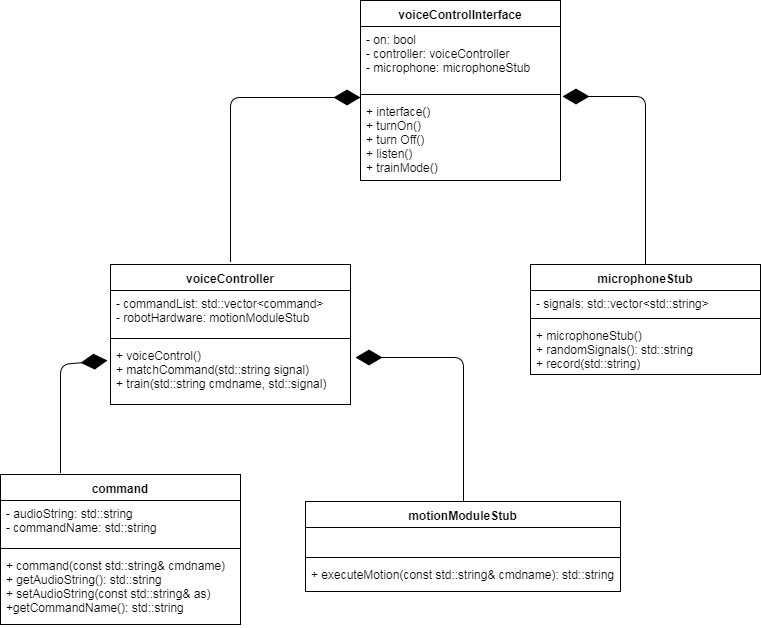 voiceControlInterface
- on: bool
- controller: voiceController
- microphone: microphoneStub
+ interface()
+ turnOn()
+ turn Off()
+ listen()
+ trainMode()
voiceController
- commandList: std::vector<command>
- robotHardware: motionModuleStub
+ voiceControl()
+ matchCommand(std::string signal)
+ train(std::string cmdname, std::signal)
microphoneStub
- signals: std::vector<std::string>
+ microphoneStub()
+ randomSignals(): std::string
+ record(std::string)
command
- audioString: std::string
- commandName: std::string
+ command(const std::string& cmdname)
+ getAudioString(): std::string
+ setAudioString(const std::string& as)
+getCommandName(): std::string
motionModuleStub
+ executeMotion(const std::string& cmdname): std::string